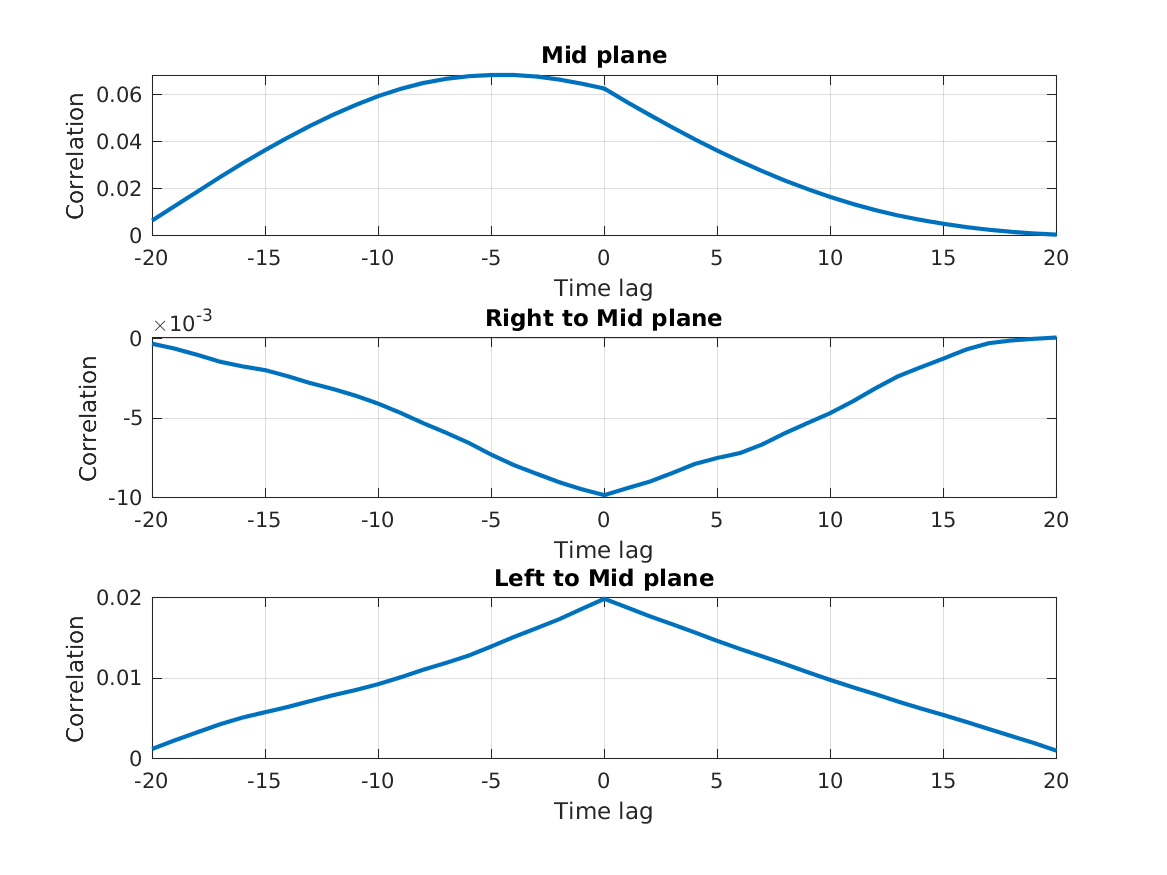 Mid plane
Correlation
0.06
0.04
0.02
0
-20 -15 -10 -5 0 5 10 15 20
Time lag
×10-3
Right to Mid plane
Correlation
0
-5
-10
-20 -15 -10 -5 0 5 10 15 20
Time lag
Left to Mid plane
Correlation
0.02
0.01
0
-20 -15 -10 -5 0 5 10 15 20
Time lag